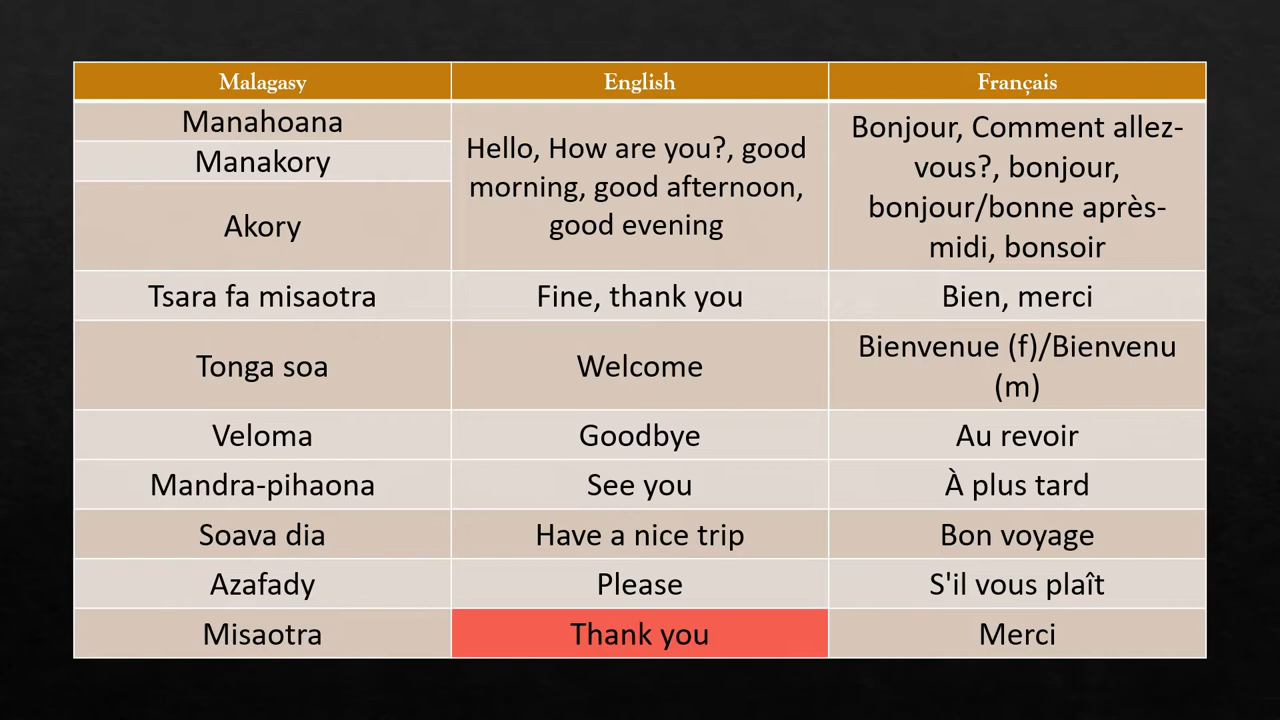 Malagasy
English
Français
Manahoana
Manakory
Akory
Hello, How are you?, good
morning, good afternoon,
good evening
Bonjour, Comment allez-
vous?, bonjour,
bonjour/bonne après-
midi, bonsoir
Tsara fa misaotra
Fine, thank you
Bien, merci
Tonga soa
Welcome
Bienvenue (f)/Bienvenu
(m)
Veloma
Goodbye
Au revoir
Mandra-pihaona
See you
À plus tard
Soava dia
Have a nice trip
Bon voyage
Azafady
Please
S'il vous plaît
Misaotra
Thank you
Merci